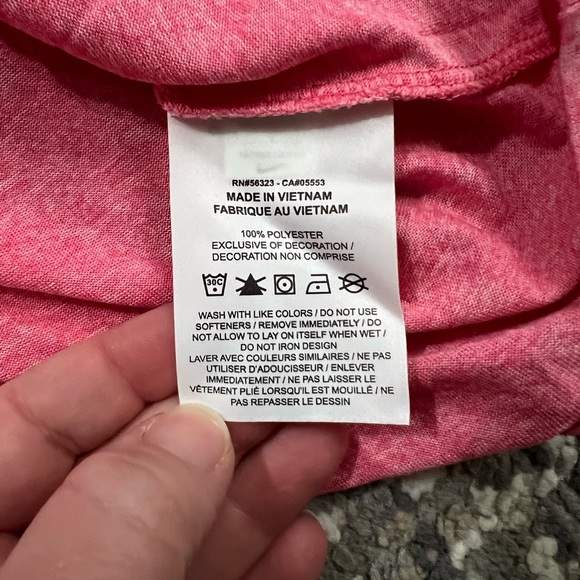 RN#56323 - CA#05553
MADE IN VIETNAM
FABRIQUE AU VIETNAM
100% POLYESTER
EXCLUSIVE OF DECORATION /
DECORATION NON COMPRISE
30C
WASH WITH LIKE COLORS / DO NOT USE
SOFTENERS / REMOVE IMMEDIATELY / DO
NOT ALLOW TO LAY ON ITSELF WHEN WET /
DO NOT IRON DESIGN
LAVER AVEC COULEURS SIMILAIRES / NE PAS
UTILISER D'ADOUCISSEUR / ENLEVER
IMMEDIATEMENT / NE PAS LAISSER LE
VÊTEMENT PLIÉ LORSQU'IL EST MOUILLÉ / NE
PAS REPASSER LE DESSIN